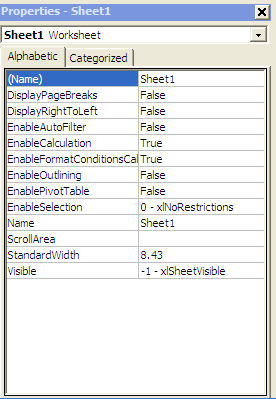 Properties - Sheet1
Sheet1 Worksheet
Alphabetic Categorized
(Name) Sheet1
DisplayPageBreaks False
DisplayRightToLeft False
EnableAutoFilter False
EnableCalculation True
EnableFormatConditionsCal True
EnableOutlining False
EnablePivotTable False
EnableSelection 0 - xlNoRestrictions
Name Sheet1
ScrollArea
StandardWidth 8.43
Visible -1 - xlSheetVisible